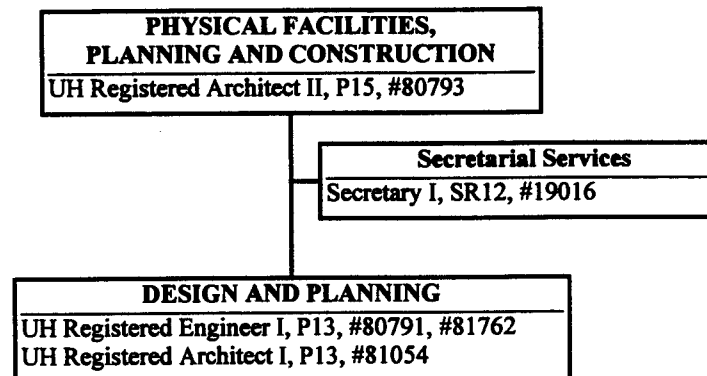 PHYSICAL FACILITIES,
PLANNING AND CONSTRUCTION
UH Registered Architect II, P15, #80793
Secretarial Services
Secretary I, SR12, #19016
DESIGN AND PLANNING
UH Registered Engineer I, P13, #80791, #81762
UH Registered Architect I, P13, #81054